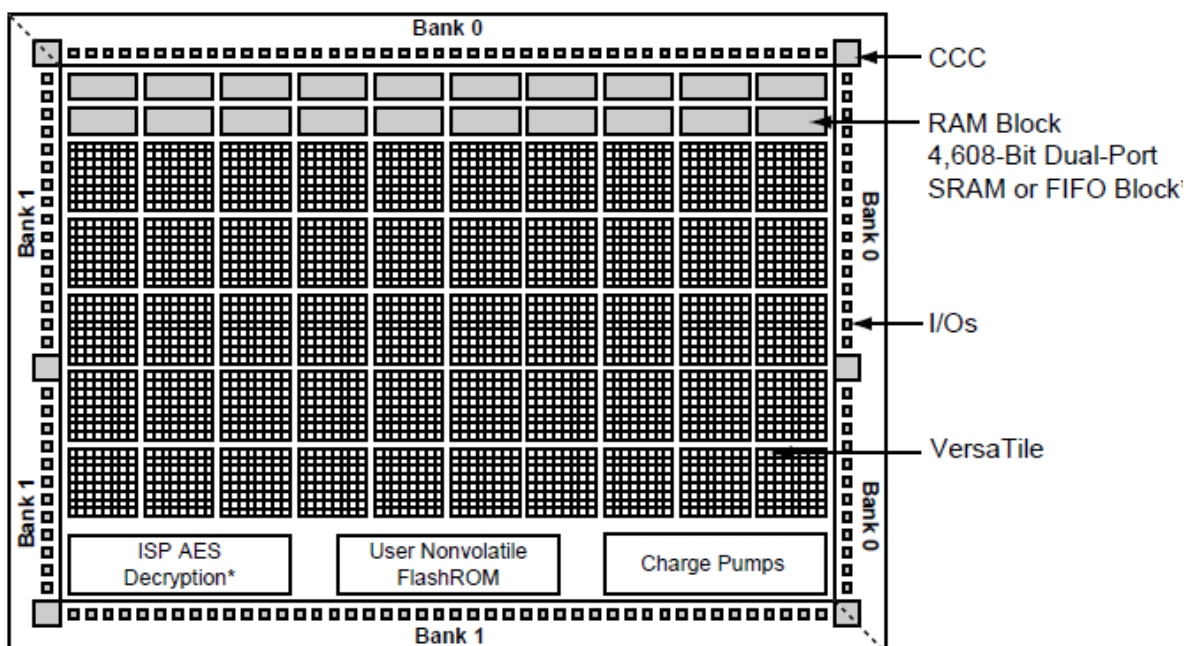 Bank 0
CCC
RAM Block
4,608-Bit Dual-Port
SRAM or FIFO Block*
Bank 1
Bank 0
I/Os
VersaTile
Bank 1
Bank 0
ISP AES
Decryption*
User Nonvolatile
FlashROM
Charge Pumps
Bank 1